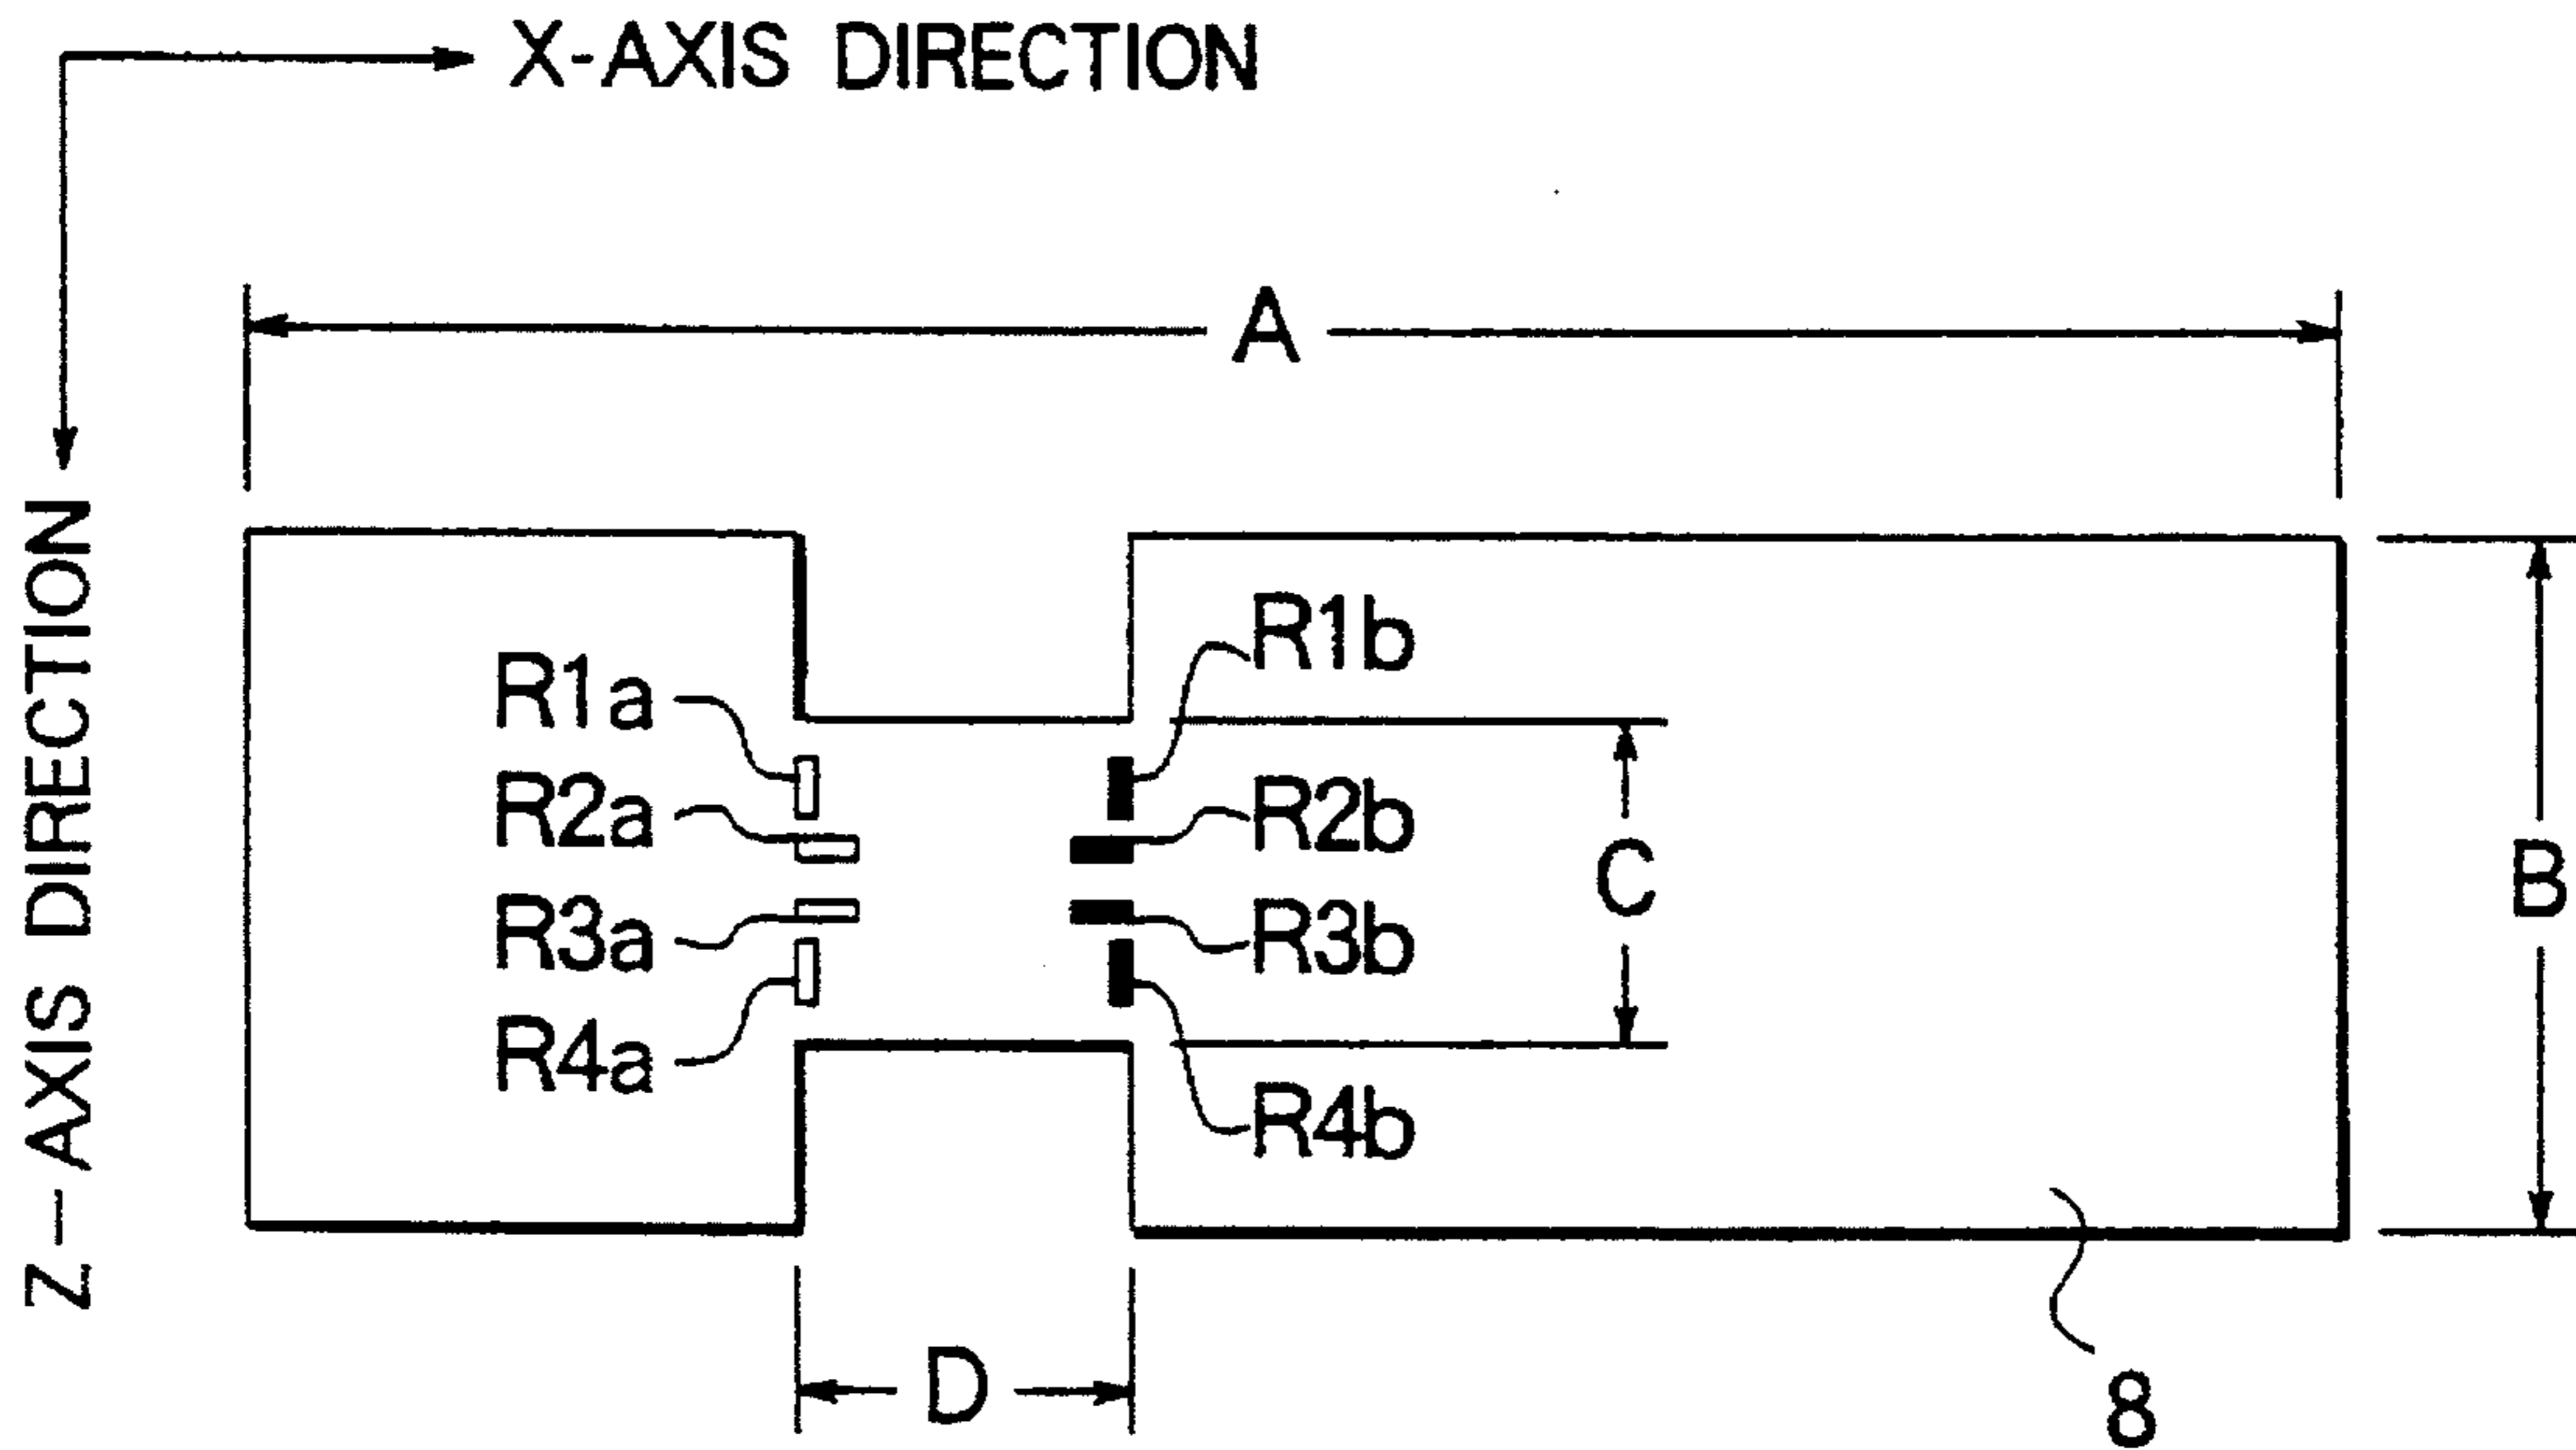 X-AXIS DIRECTION
Z-AXIS DIRECTION
A
R1a
R1b
R2a
R2b
R3a
R3b
R4a
R4b
C
B
D
8